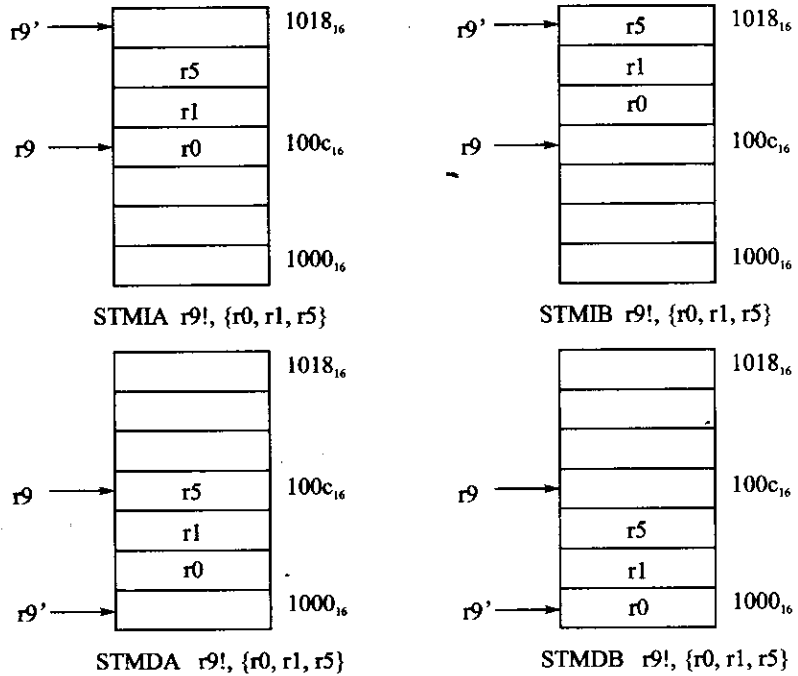 r9’ 1018₁₆
r5
r1
r9 r0 100c₁₆
1000₁₆
STMIA r9!, {r0, r1, r5}
r9’ r5 1018₁₆
r1
r0
r9 100c₁₆
1000₁₆
STMIB r9!, {r0, r1, r5}
1018₁₆
r9 r5 100c₁₆
r1
r0
r9’ 1000₁₆
STMDA r9!, {r0, r1, r5}
1018₁₆
r9 100c₁₆
r5
r1
r9’ r0 1000₁₆
STMDB r9!, {r0, r1, r5}